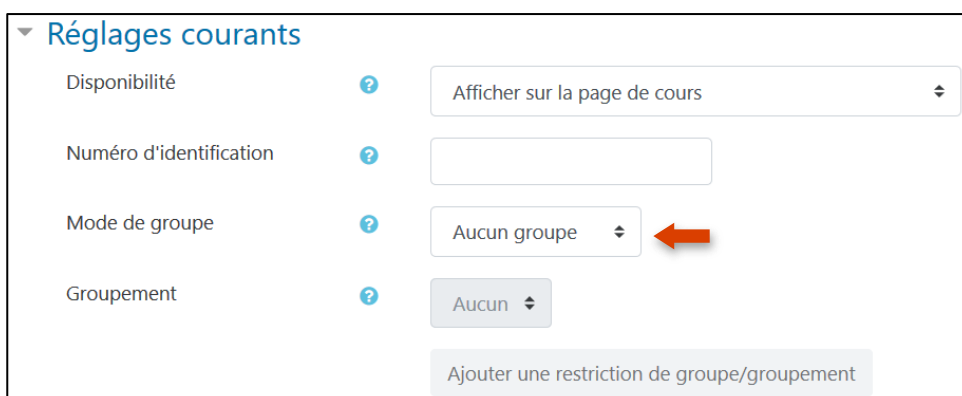 Réglages courants
Disponibilité
Afficher sur la page de cours
Numéro d'identification
Mode de groupe
Aucun groupe
Groupement
Aucun
Ajouter une restriction de groupe/groupement